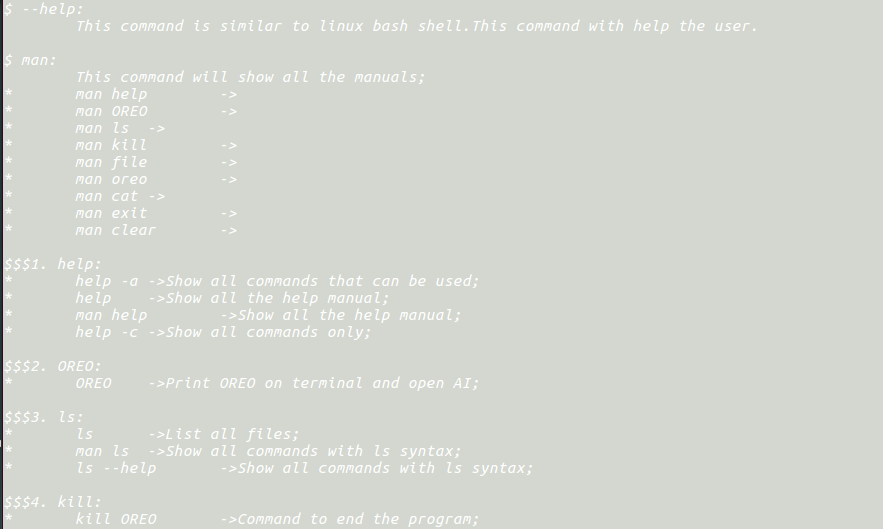 $ --help:
This command is similar to linux bash shell.This command with help the user.
$ man:
This command will show all the manuals;
* man help ->
* man OREO ->
* man ls ->
* man kill ->
* man file ->
* man oreo ->
* man cat ->
* man exit ->
* man clear ->
$$$1. help:
* help -a ->Show all commands that can be used;
* help ->Show all the help manual;
* man help ->Show all the help manual;
* help -c ->Show all commands only;
$$$2. OREO:
* OREO ->Print OREO on terminal and open AI;
$$$3. ls:
* ls ->List all files;
* man ls ->Show all commands with ls syntax;
* ls --help ->Show all commands with ls syntax;
$$$4. kill:
* kill OREO ->Command to end the program;